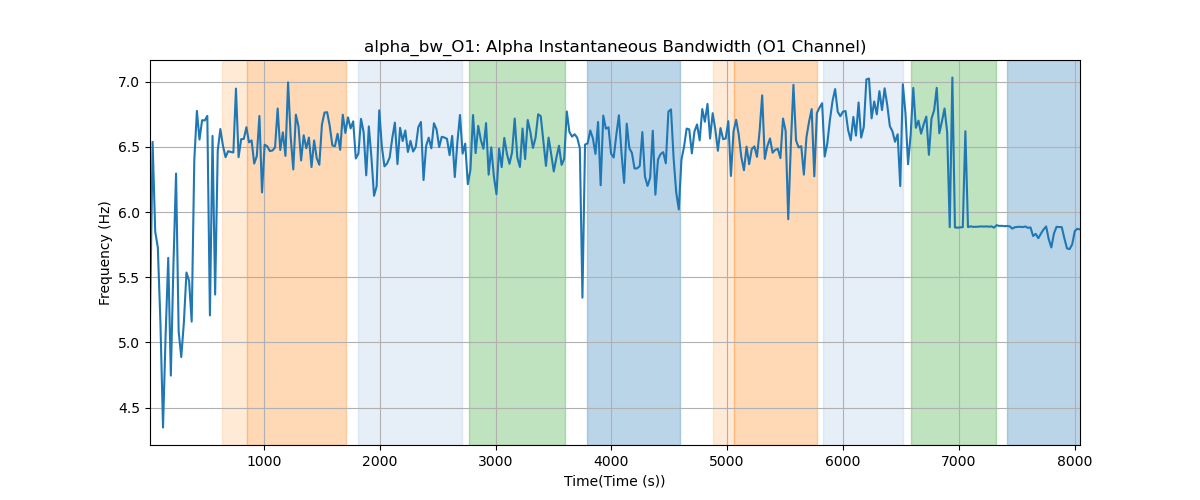 alpha_bw_O1: Alpha Instantaneous Bandwidth (O1 Channel)
7.0
6.5
6.0
5.5
5.0
4.5
Frequency (Hz)
1000 2000 3000 4000 5000 6000 7000 8000
Time(Time (s))